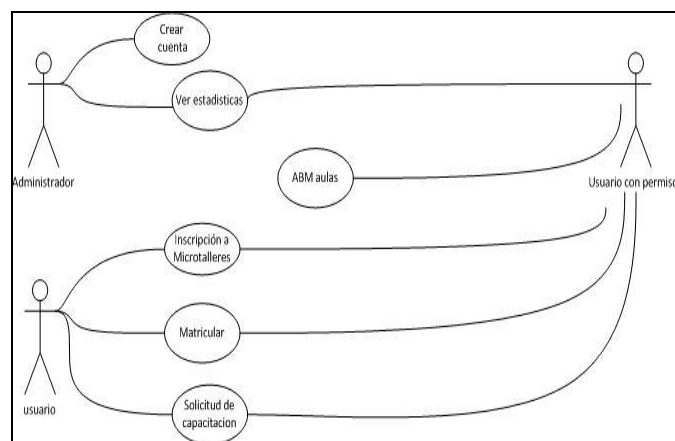 Crear
cuenta
Ver estadisticas
Administrador
ABM aulas
Usuario con permiso
Inscripción a
Microtalleres
Matricular
usuario
Solicitud de
capacitacion